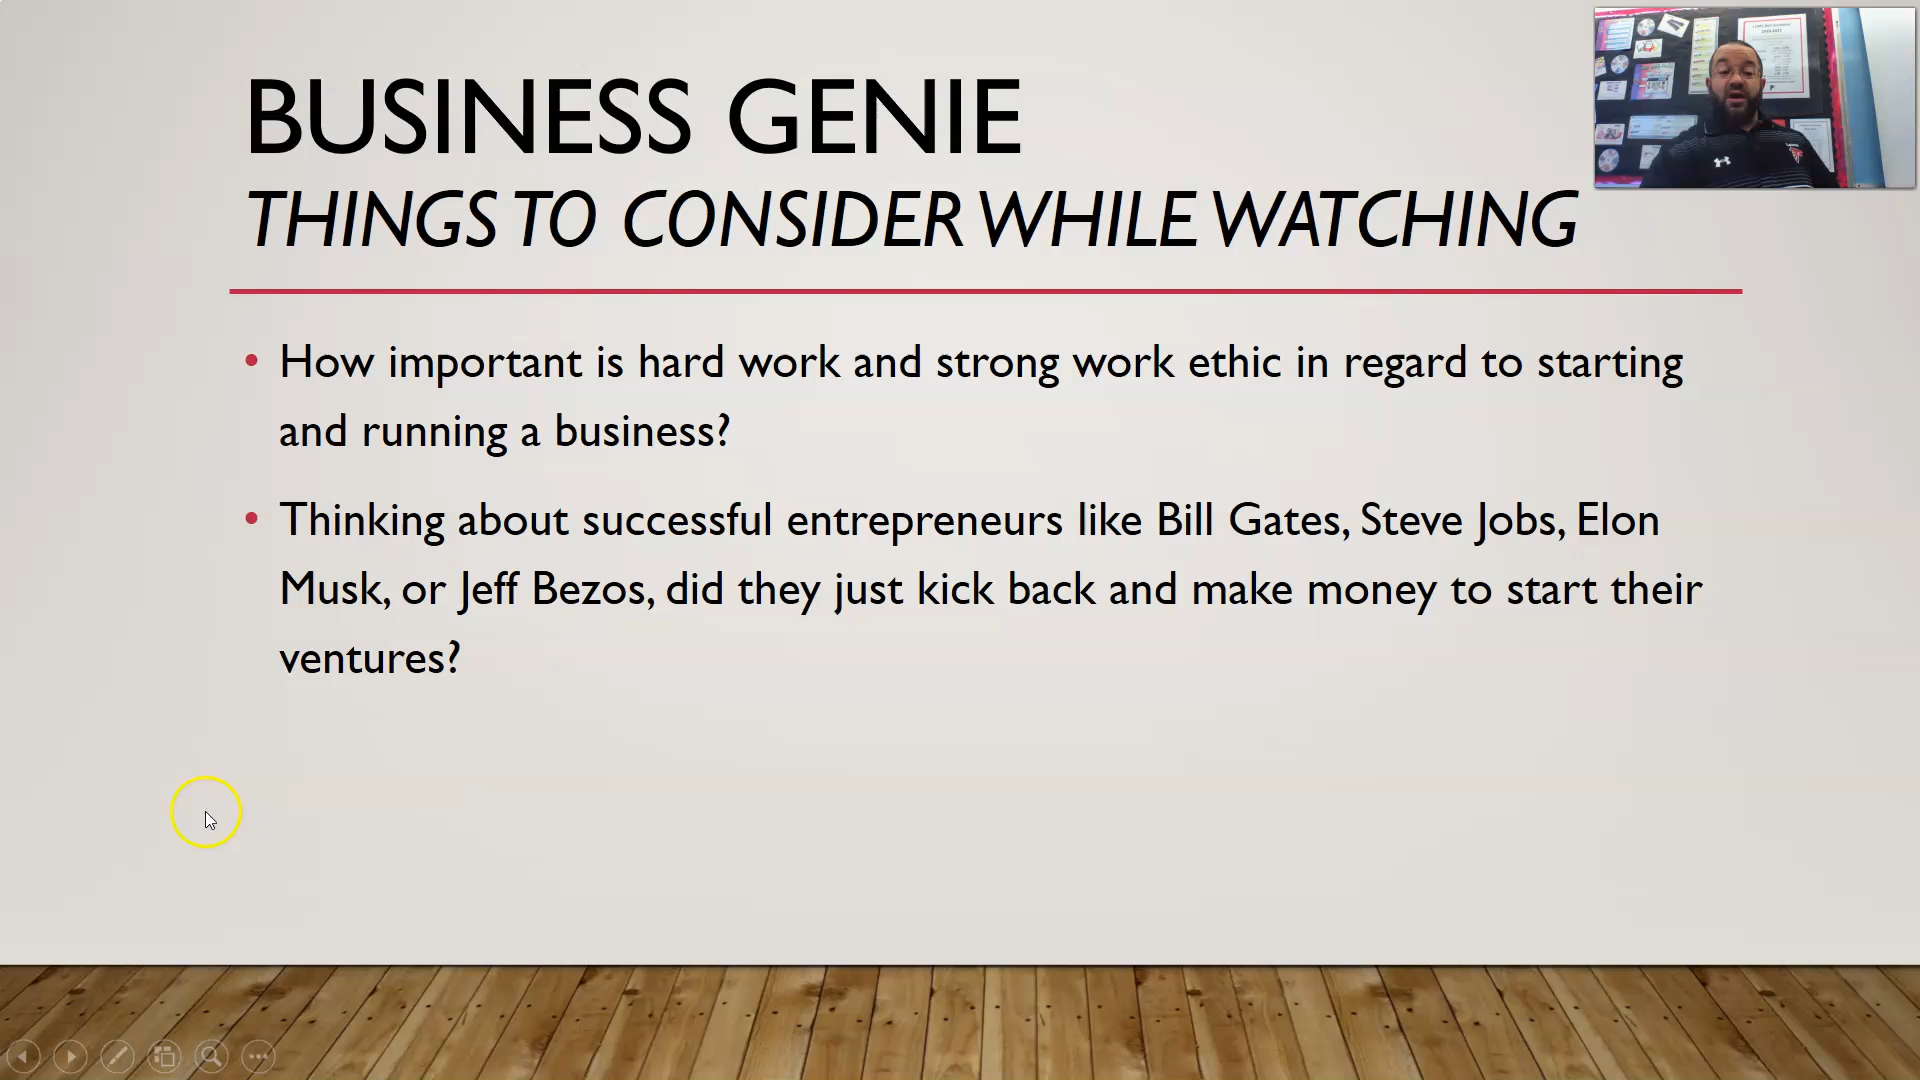 BUSINESS GENIE
THINGS TO CONSIDER WHILE WATCHING
• How important is hard work and strong work ethic in regard to starting
and running a business?
• Thinking about successful entrepreneurs like Bill Gates, Steve Jobs, Elon
Musk, or Jeff Bezos, did they just kick back and make money to start their
ventures?